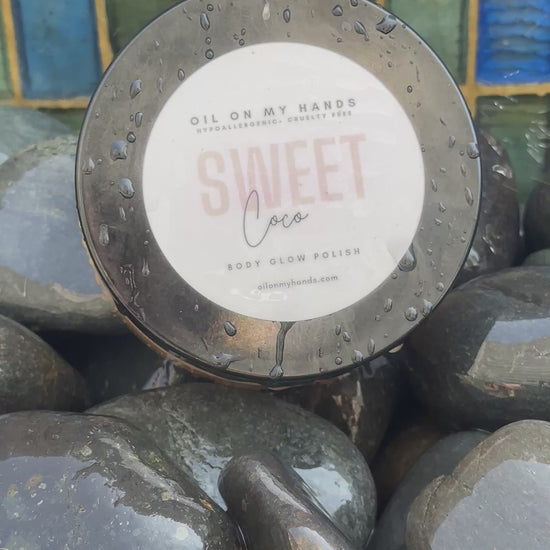 OIL ON MY HANDS
HYPOALLERGENIC. CRUELTY FREE
SWEET
Coco
BODY GLOW POLISH
oilonmyhands.com